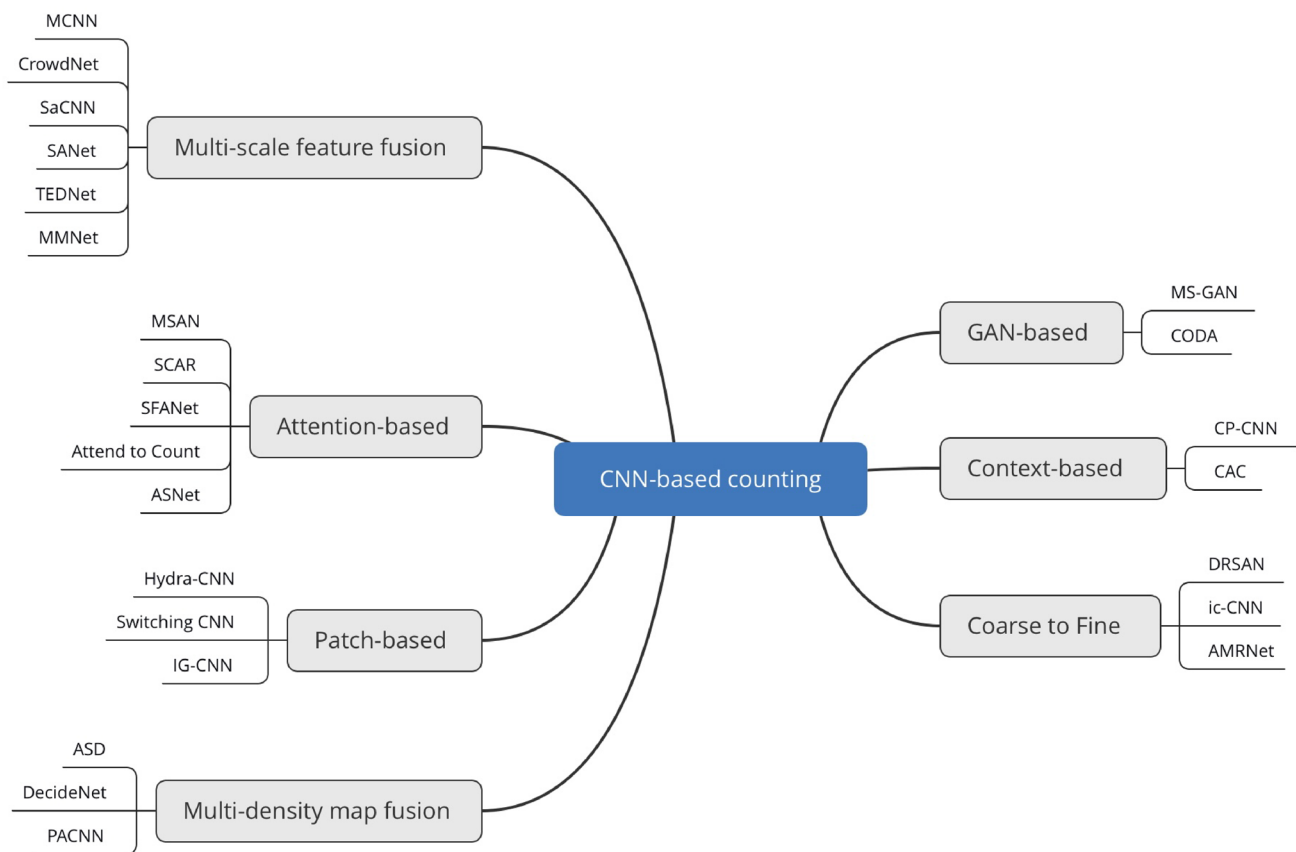 MCNN
CrowdNet
SaCNN
SANet
TEDNet
MMNet
Multi-scale feature fusion
MSAN
SCAR
SFANet
Attend to Count
ASNet
Attention-based
Hydra-CNN
Switching CNN
IG-CNN
Patch-based
ASD
DecideNet
PACNN
Multi-density map fusion
CNN-based counting
GAN-based
MS-GAN
CODA
Context-based
CP-CNN
CAC
Coarse to Fine
DRSAN
ic-CNN
AMRNet